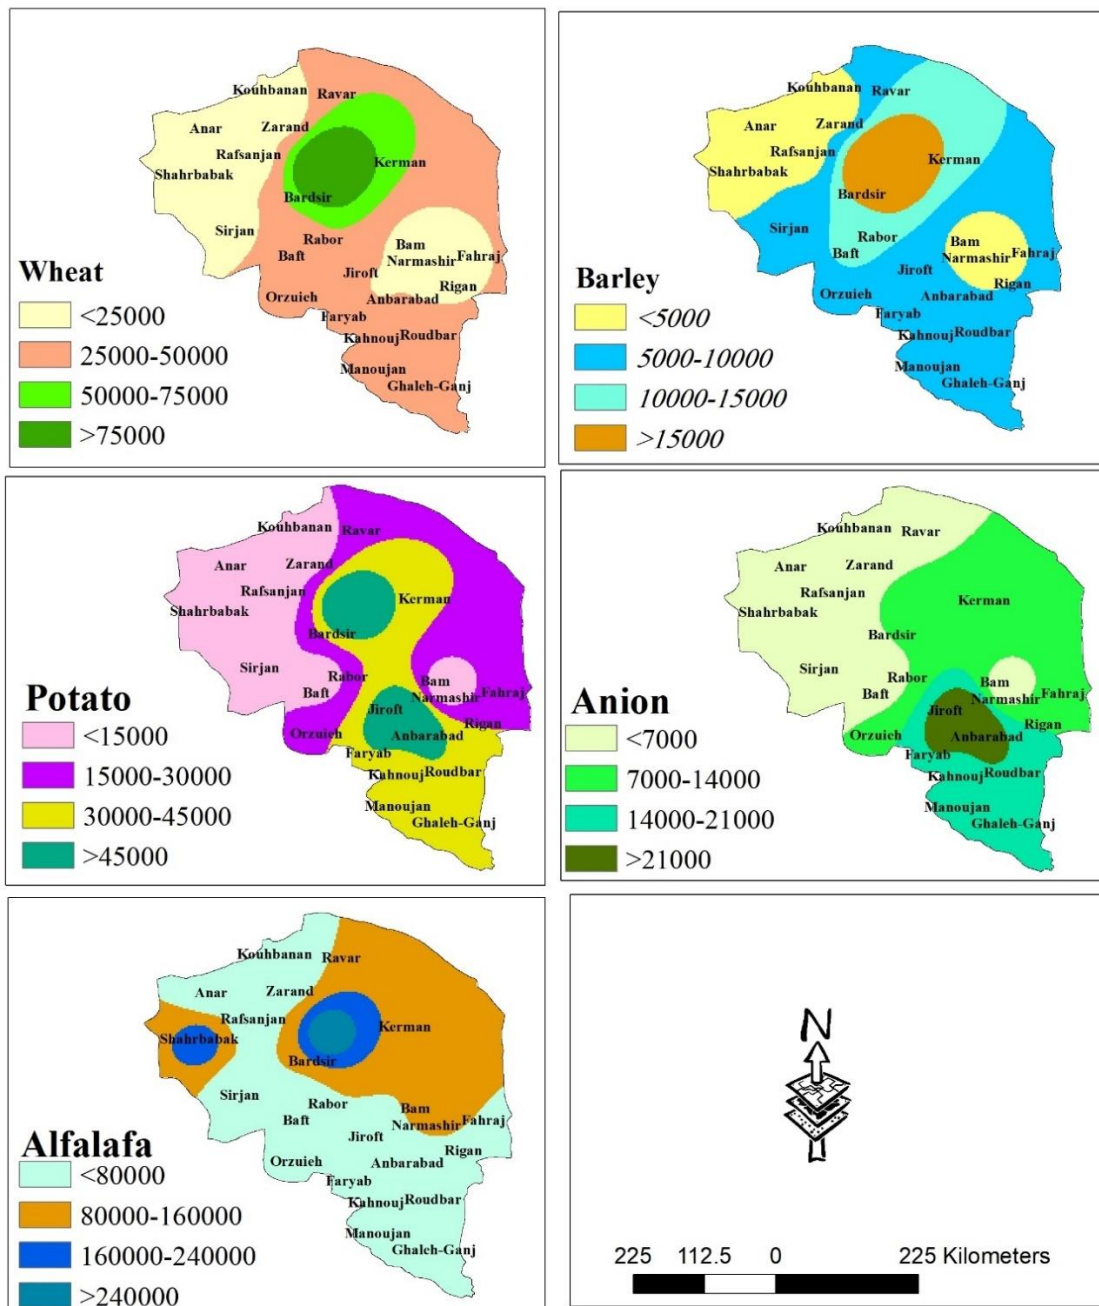 Kouhbanan
Ravar
Anar
Zarand
Rafsanjan
Kerman
Shahrbabak
Bardsir
Sirjan
Rabor
Baft
Bam
Narmashir
Fahraj
Jiroft
Rigan
Orzuieh
Anbarabad
Faryab
Kahnouj
Roudbar
Manoujan
Ghaleh-Ganj
Wheat
<25000
25000-50000
50000-75000
>75000
Kouhbanan
Ravar
Anar
Zarand
Rafsanjan
Kerman
Shahrbabak
Bardsir
Sirjan
Rabor
Baft
Bam
Narmashir
Fahraj
Jiroft
Rigan
Orzuieh
Anbarabad
Faryab
Kahnouj
Roudbar
Manoujan
Ghaleh-Ganj
Barley
<5000
5000-10000
10000-15000
>15000
Kouhbanan
Ravar
Anar
Zarand
Rafsanjan
Kerman
Shahrbabak
Bardsir
Sirjan
Rabor
Baft
Bam
Narmashir
Fahraj
Jiroft
Rigan
Orzuieh
Anbarabad
Faryab
Kahnouj
Roudbar
Manoujan
Ghaleh-Ganj
Potato
<15000
15000-30000
30000-45000
>45000
Kouhbanan
Ravar
Anar
Zarand
Rafsanjan
Kerman
Shahrbabak
Bardsir
Sirjan
Rabor
Baft
Bam
Narmashir
Fahraj
Jiroft
Rigan
Orzuieh
Anbarabad
Faryab
Kahnouj
Roudbar
Manoujan
Ghaleh-Ganj
Anion
<7000
7000-14000
14000-21000
>21000
Kouhbanan
Ravar
Anar
Zarand
Rafsanjan
Kerman
Shahrbabak
Bardsir
Sirjan
Rabor
Baft
Bam
Narmashir
Fahraj
Jiroft
Rigan
Orzuieh
Anbarabad
Faryab
Kahnouj
Roudbar
Manoujan
Ghaleh-Ganj
Alfalafa
<80000
80000-160000
160000-240000
>240000
N
225 112.5 0 225 Kilometers